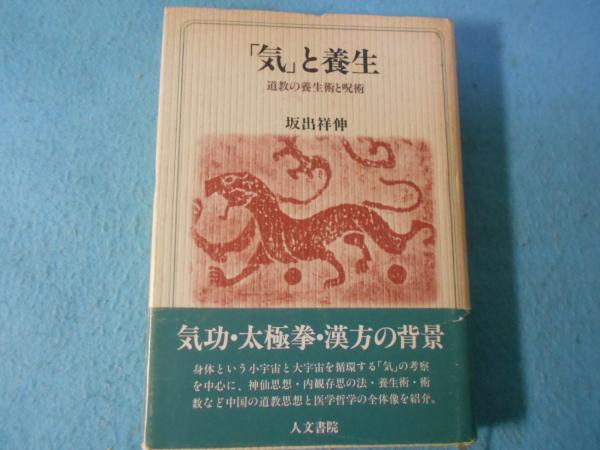 「気」と養生
道教の養生術と呪術
坂出祥伸
気功・太極拳・漢方の背景
身体という小宇宙と大宇宙を循環する「気」の考察
を中心に、神仙思想・内観存思の法・養生術・術
数など中国の道教思想と医学哲学の全体像を紹介。
人文書院